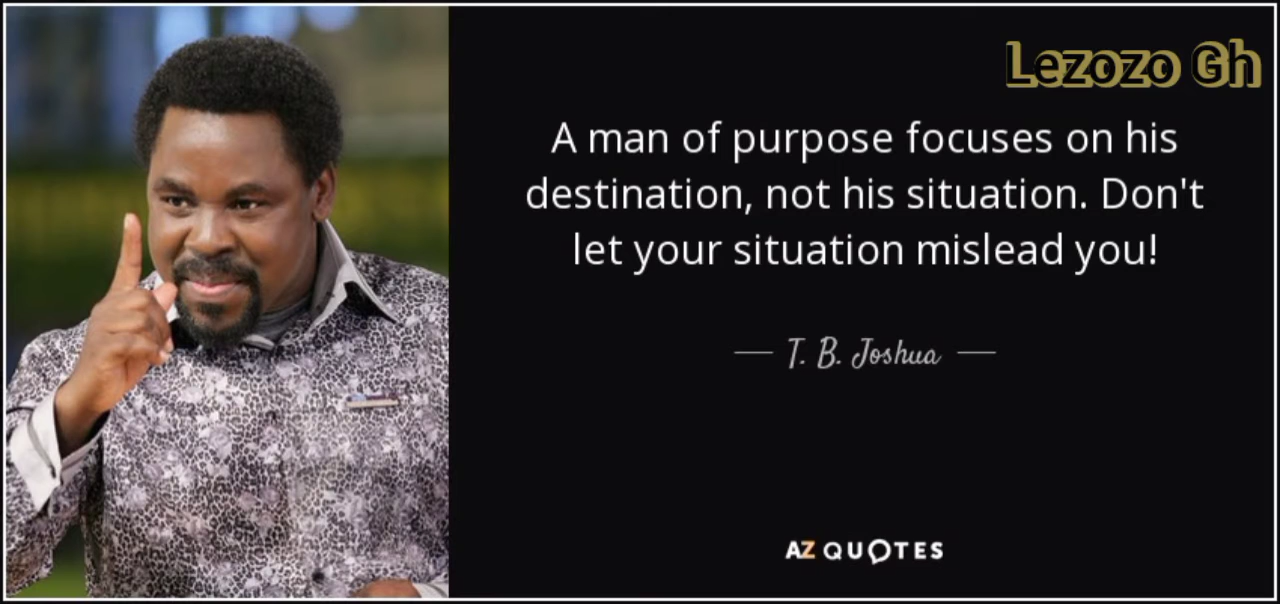 Lezozo Gh
A man of purpose focuses on his
destination, not his situation. Don't
let your situation mislead you!
— T. B. Joshua —
AZ QUOTES